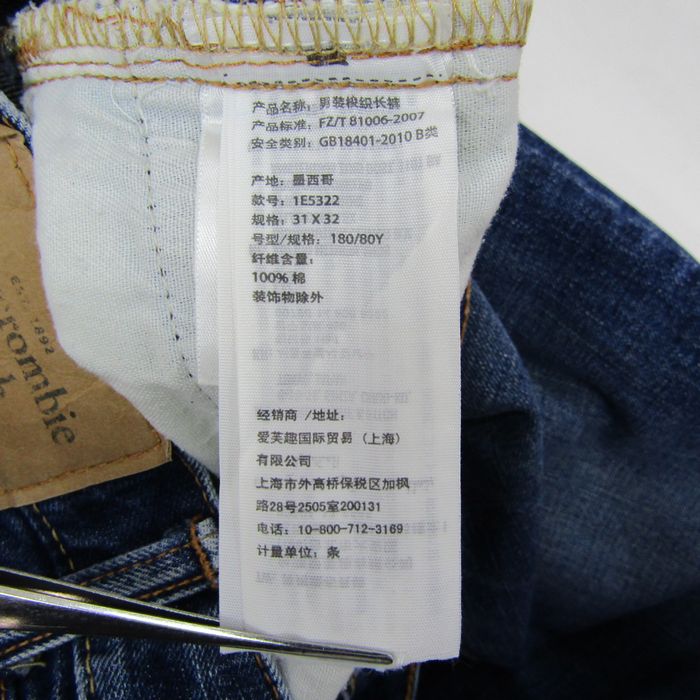 产品名称：男装梭织长裤
产品标准：FZ/T 81006-2007
安全类别：GB18401-2010 B类
产地：墨西哥
款号：1E5322
规格：31 X 32
号型/规格：180/80Y
纤维含量：
100% 棉
装饰物除外
经销商 /地址：
爱芙趣国际贸易（上海）
有限公司
上海市外高桥保税区加枫
路28号2505室200131
电话：10-800-712-3169
计量单位：条
EST. 1892